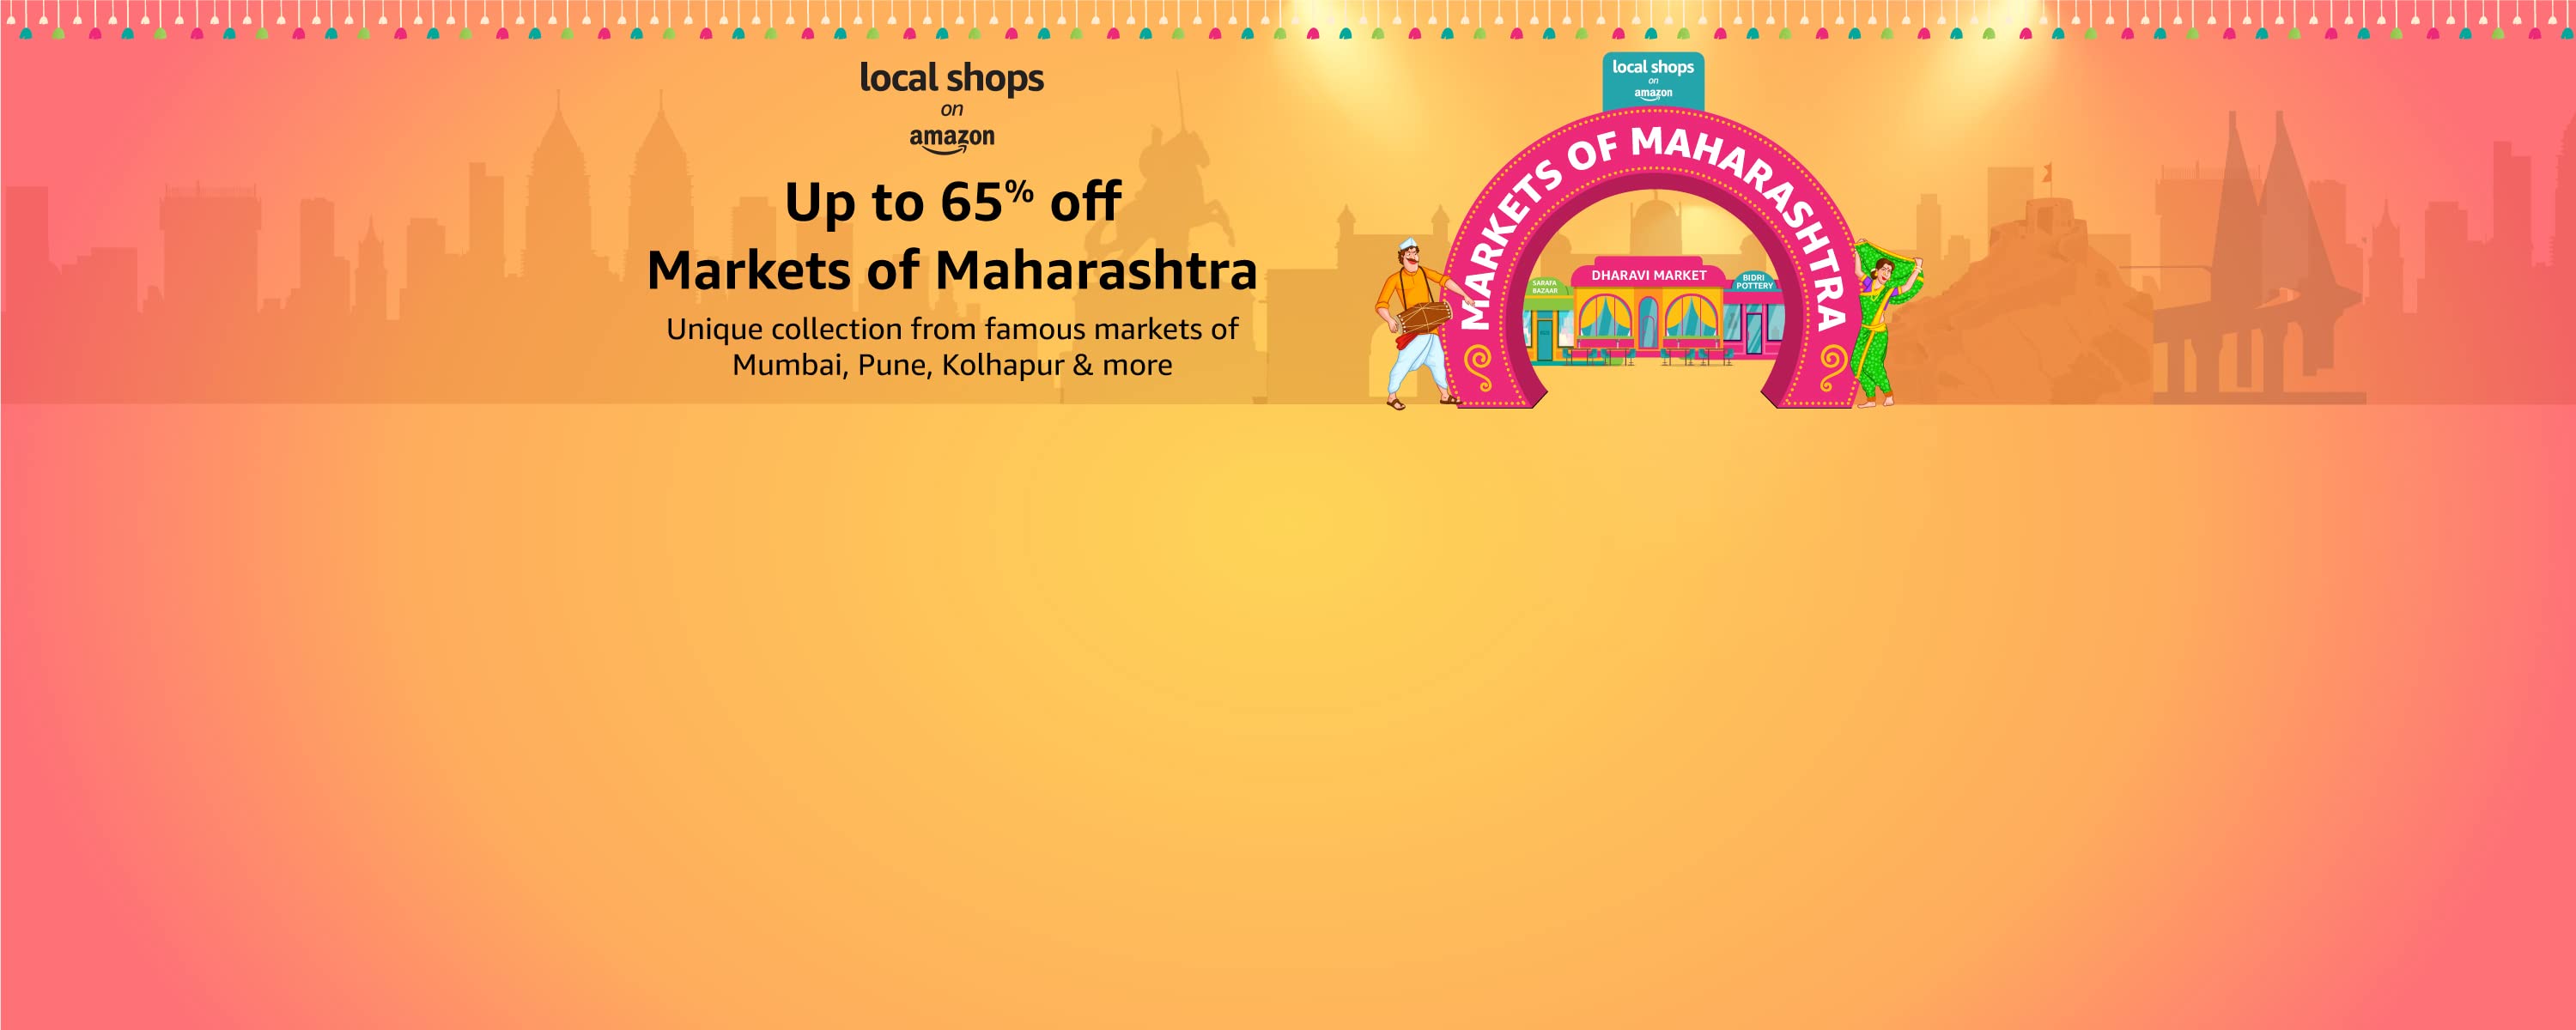 local shops
on
amazon
Up to 65% off
Markets of Maharashtra
Unique collection from famous markets of
Mumbai, Pune, Kolhapur & more
local shops
on
amazon
MARKETS OF MAHARASHTRA
SARAFA
BAZAAR
DHARAVI MARKET
BIDRI
POTTERY